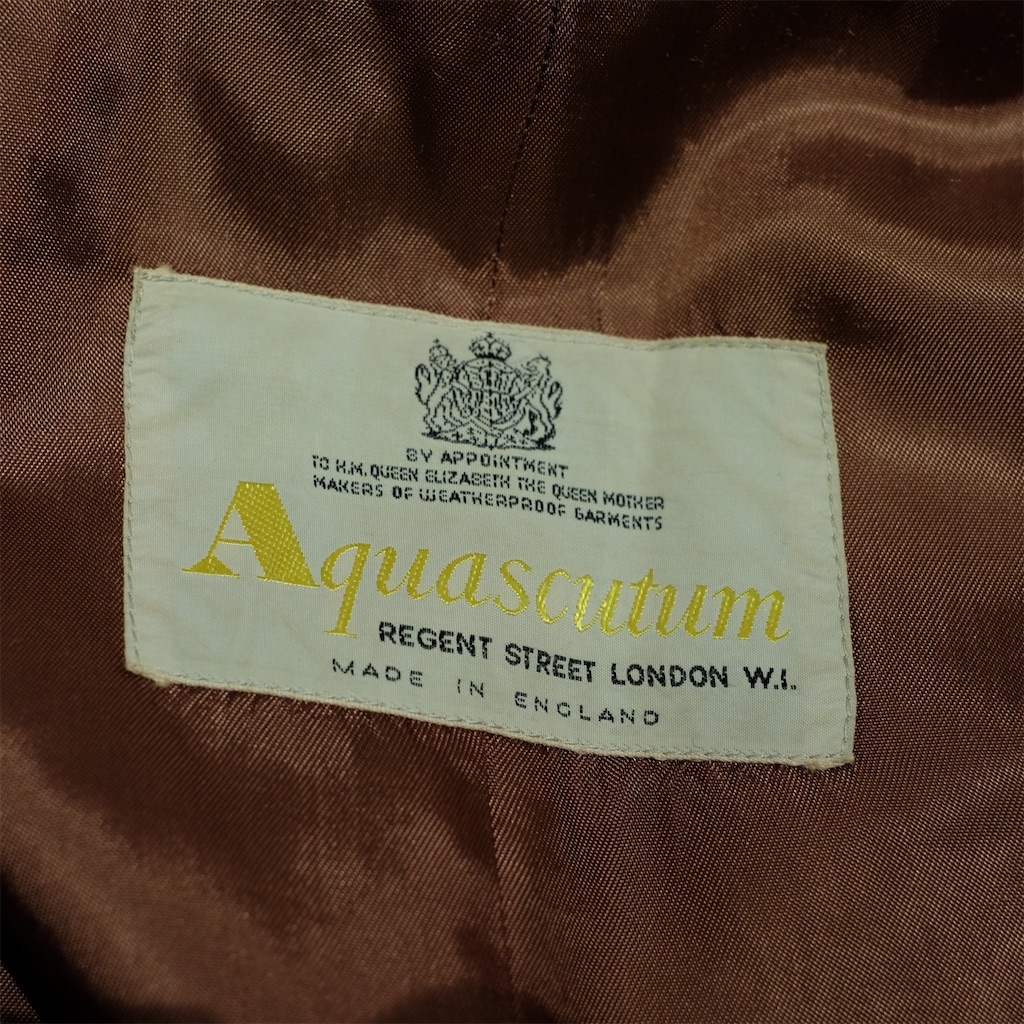 BY APPOINTMENT
TO H.M. QUEEN ELIZABETH THE QUEEN MOTHER
MAKERS OF WEATHERPROOF GARMENTS
Aquascutum
REGENT STREET LONDON W.I.
MADE IN ENGLAND